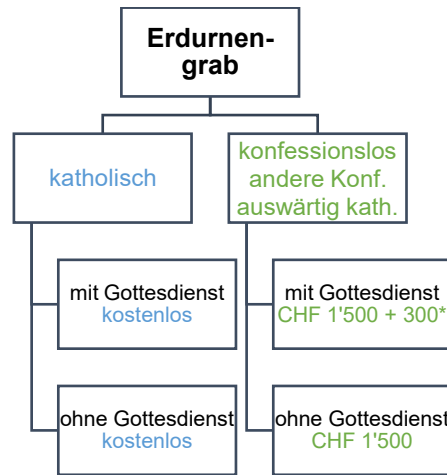 Erdurnen-
grab
katholisch
konfessionslos
andere Konf.
auswärtig kath.
mit Gottesdienst
kostenlos
mit Gottesdienst
CHF 1'500 + 300*
ohne Gottesdienst
kostenlos
ohne Gottesdienst
CHF 1'500